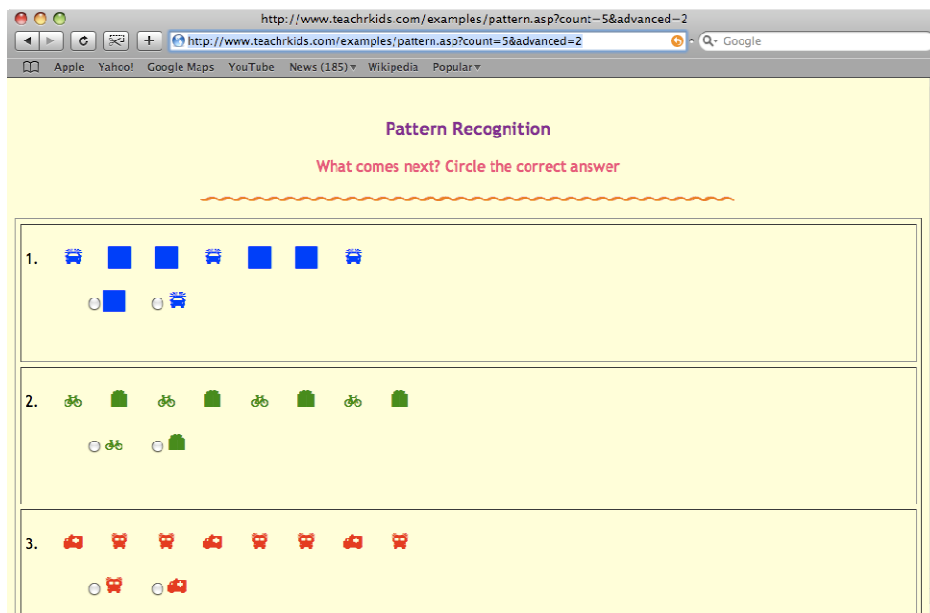 http://www.teachrkids.com/examples/pattern.asp?count=5&advanced=2
http://www.teachrkids.com/examples/pattern.asp?count=5&advanced=2 Google
Apple Yahoo! Google Maps YouTube News (185) Wikipedia Popular
Pattern Recognition
What comes next? Circle the correct answer
1.
2.
3.